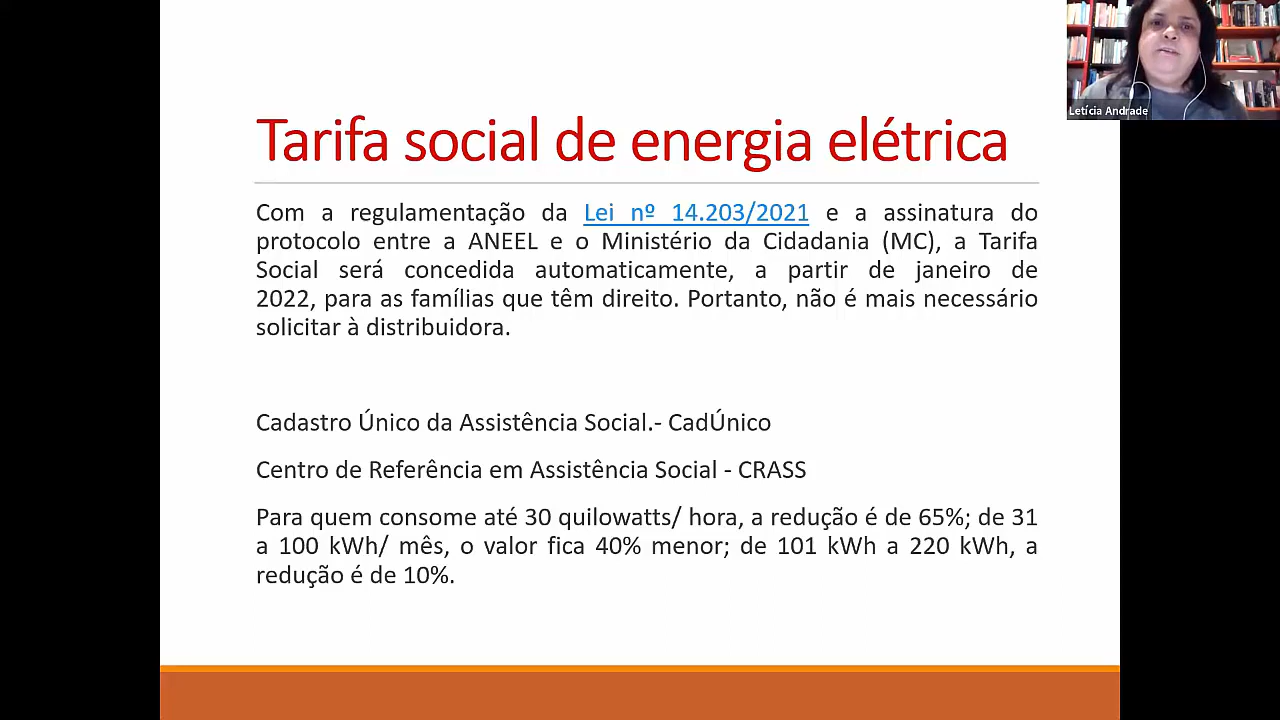 Letícia Andrade
Tarifa social de energia elétrica
Com a regulamentação da Lei nº 14.203/2021 e a assinatura do
protocolo entre a ANEEL e o Ministério da Cidadania (MC), a Tarifa
Social será concedida automaticamente, a partir de janeiro de
2022, para as famílias que têm direito. Portanto, não é mais necessário
solicitar à distribuidora.
Cadastro Único da Assistência Social.- CadÚnico
Centro de Referência em Assistência Social - CRASS
Para quem consome até 30 quilowatts/ hora, a redução é de 65%; de 31
a 100 kWh/ mês, o valor fica 40% menor; de 101 kWh a 220 kWh, a
redução é de 10%.